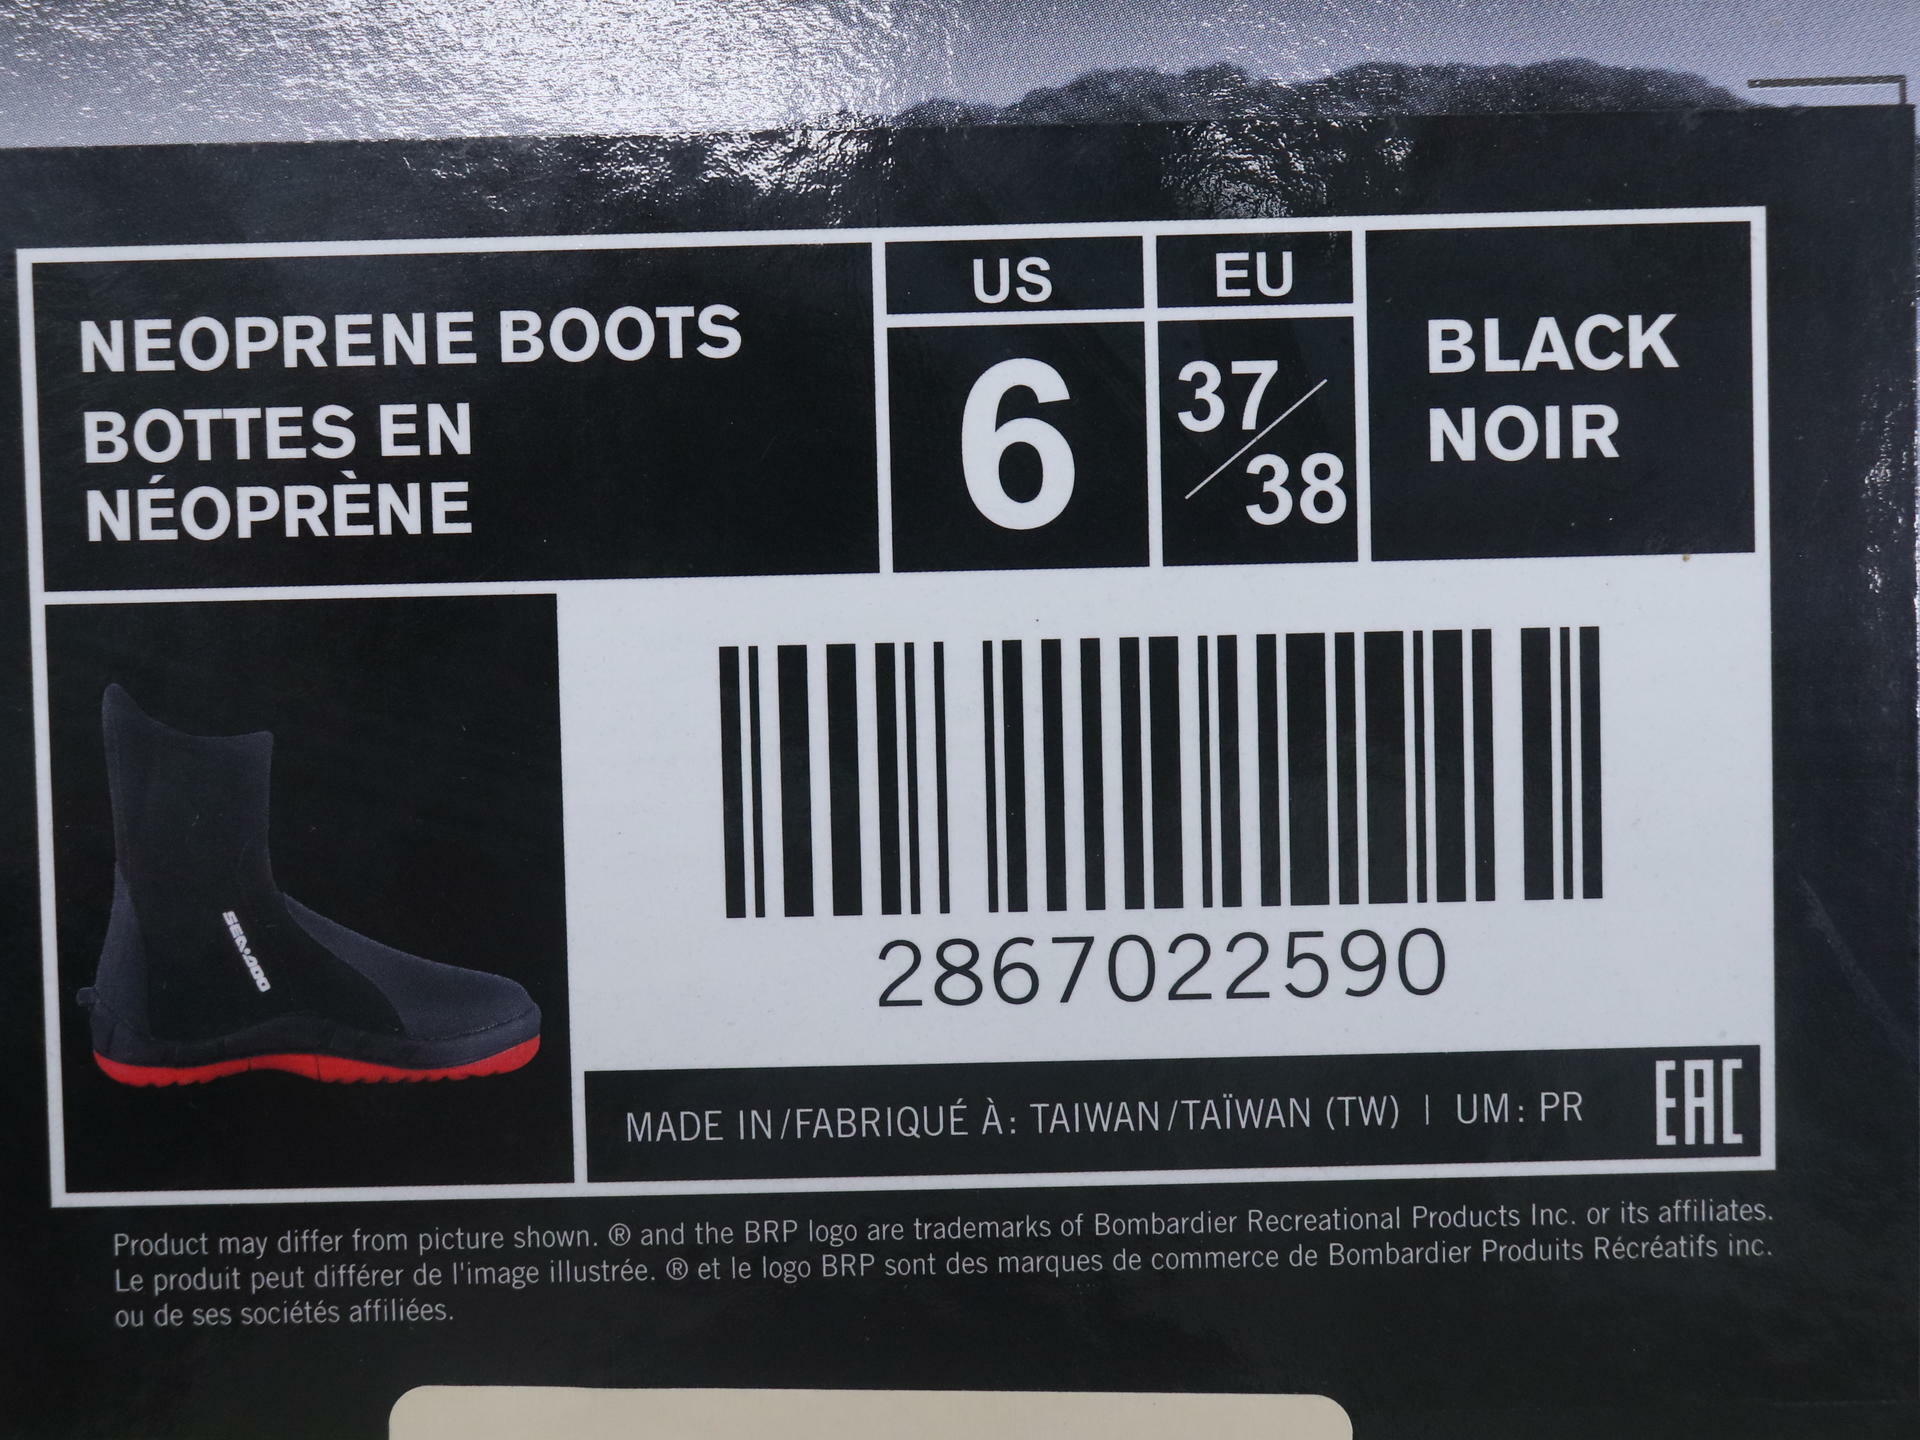 NEOPRENE BOOTS
BOTTES EN
NÉOPRÈNE
US
6
EU
37/38
BLACK
NOIR
SEA-DOO
2867022590
MADE IN/FABRIQUÉ À: TAIWAN/TAÏWAN (TW) | UM: PR
EAC
Product may differ from picture shown. ® and the BRP logo are trademarks of Bombardier Recreational Products Inc. or its affiliates.
Le produit peut différer de l'image illustrée. ® et le logo BRP sont des marques de commerce de Bombardier Produits Récréatifs inc.
ou de ses sociétés affiliées.